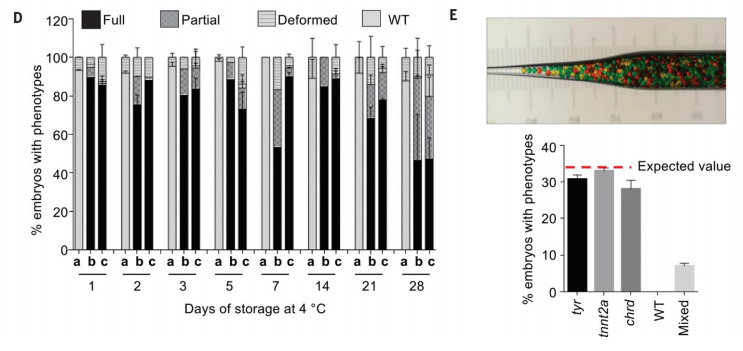 D
Full Partial Deformed WT
% embryos with phenotypes
120
100
80
60
40
20
0
a b c a b c a b c a b c a b c a b c a b c a b c
1 2 3 5 7 14 21 28
Days of storage at 4 °C
E
% embryos with phenotypes
40
30
20
10
0
Expected value
tyr
tnnt2a
chrd
WT
Mixed